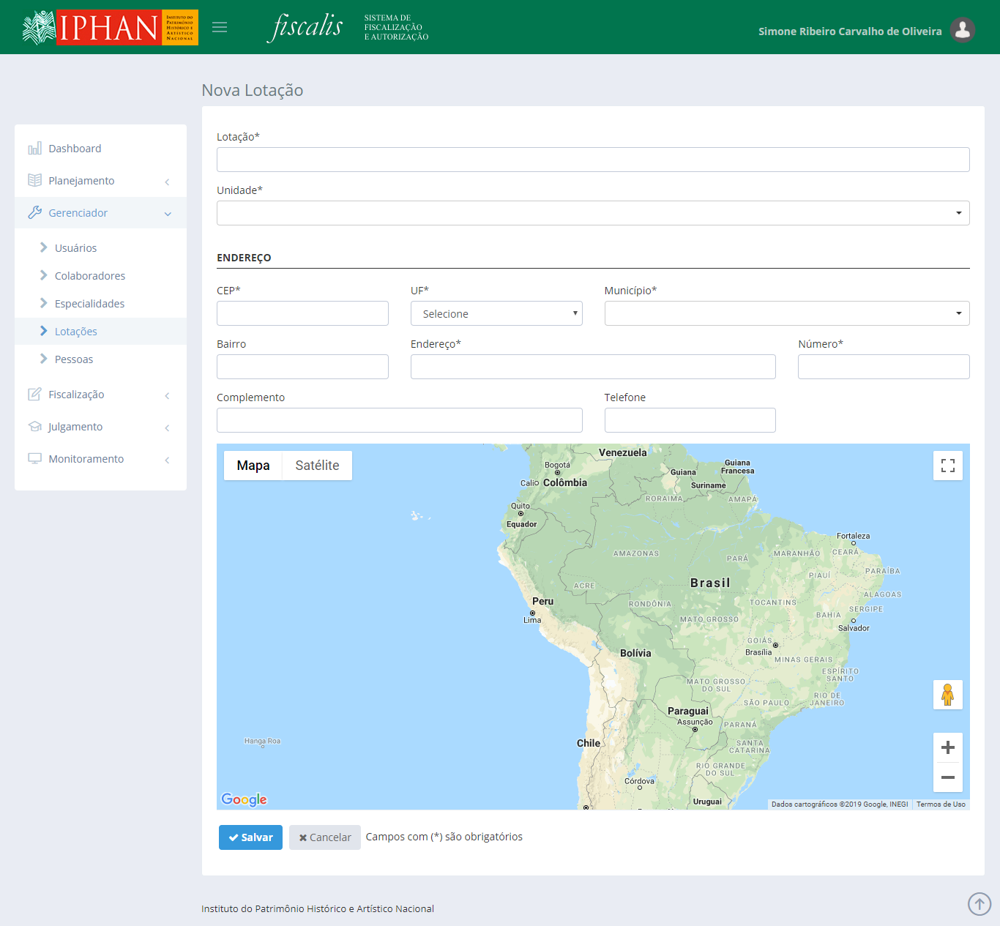 IPHAN
INSTITUTO DO
PATRIMÔNIO
HISTÓRICO E
ARTÍSTICO
NACIONAL
fiscalis
SISTEMA DE
FISCALIZAÇÃO
E AUTORIZAÇÃO
Simone Ribeiro Carvalho de Oliveira
Nova Lotação
Dashboard
Planejamento
Gerenciador
Usuários
Colaboradores
Especialidades
Lotações
Pessoas
Fiscalização
Julgamento
Monitoramento
Lotação*
Unidade*
ENDEREÇO
CEP*
UF*
Município*
Selecione
Bairro
Endereço*
Número*
Complemento
Telefone
Mapa
Satélite
Venezuela
Bogotá
Guiana
Guiana
Francesa
Cali
Colômbia
Suriname
RORAIMA
AMAPÁ
Quito
Equador
Fortaleza
AMAZONAS
PARÁ
MARANHÃO
CEARÁ
PIAUÍ
PARAÍBA
ACRE
Brasil
Peru
RONDÔNIA
TOCANTINS
ALAGOAS
SERGIPE
Lima
MATO GROSSO
BAHIA
Salvador
GOIÁS
Brasília
Bolívia
MINAS GERAIS
ESPÍRITO
SANTO
MATO GROSSO
DO SUL
SÃO PAULO
RIO DE
JANEIRO
Paraguai
Assunção
PARANÁ
Hanga Roa
Chile
SANTA
CATARINA
RIO GRANDE
DO SUL
Córdova
Uruguai
Google
Dados cartográficos ©2019 Google, INEGI
Termos de Uso
Salvar
Cancelar
Campos com (*) são obrigatórios
Instituto do Patrimônio Histórico e Artístico Nacional